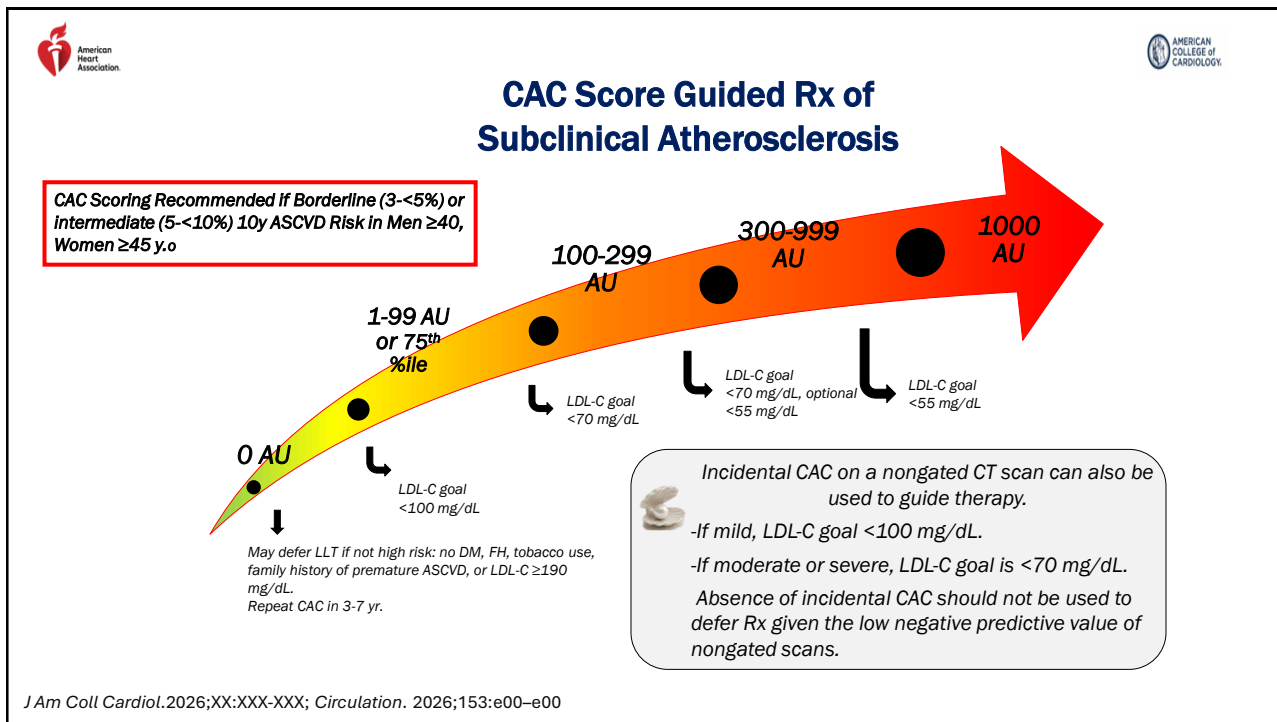 American
Heart
Association.
AMERICAN
COLLEGE of
CARDIOLOGY.
CAC Score Guided Rx of
Subclinical Atherosclerosis
CAC Scoring Recommended if Borderline (3-<5%) or
intermediate (5-<10%) 10y ASCVD Risk in Men ≥40,
Women ≥45 y.o
0 AU
1-99 AU
or 75th
%ile
100-299
AU
300-999
AU
1000
AU
May defer LLT if not high risk: no DM, FH, tobacco use,
family history of premature ASCVD, or LDL-C ≥190
mg/dL.
Repeat CAC in 3-7 yr.
LDL-C goal
<100 mg/dL
LDL-C goal
<70 mg/dL
LDL-C goal
<70 mg/dL, optional
<55 mg/dL
LDL-C goal
<55 mg/dL
Incidental CAC on a nongated CT scan can also be
used to guide therapy.
-If mild, LDL-C goal <100 mg/dL.
-If moderate or severe, LDL-C goal is <70 mg/dL.
Absence of incidental CAC should not be used to
defer Rx given the low negative predictive value of
nongated scans.
J Am Coll Cardiol.2026;XX:XXX-XXX; Circulation. 2026;153:e00–e00